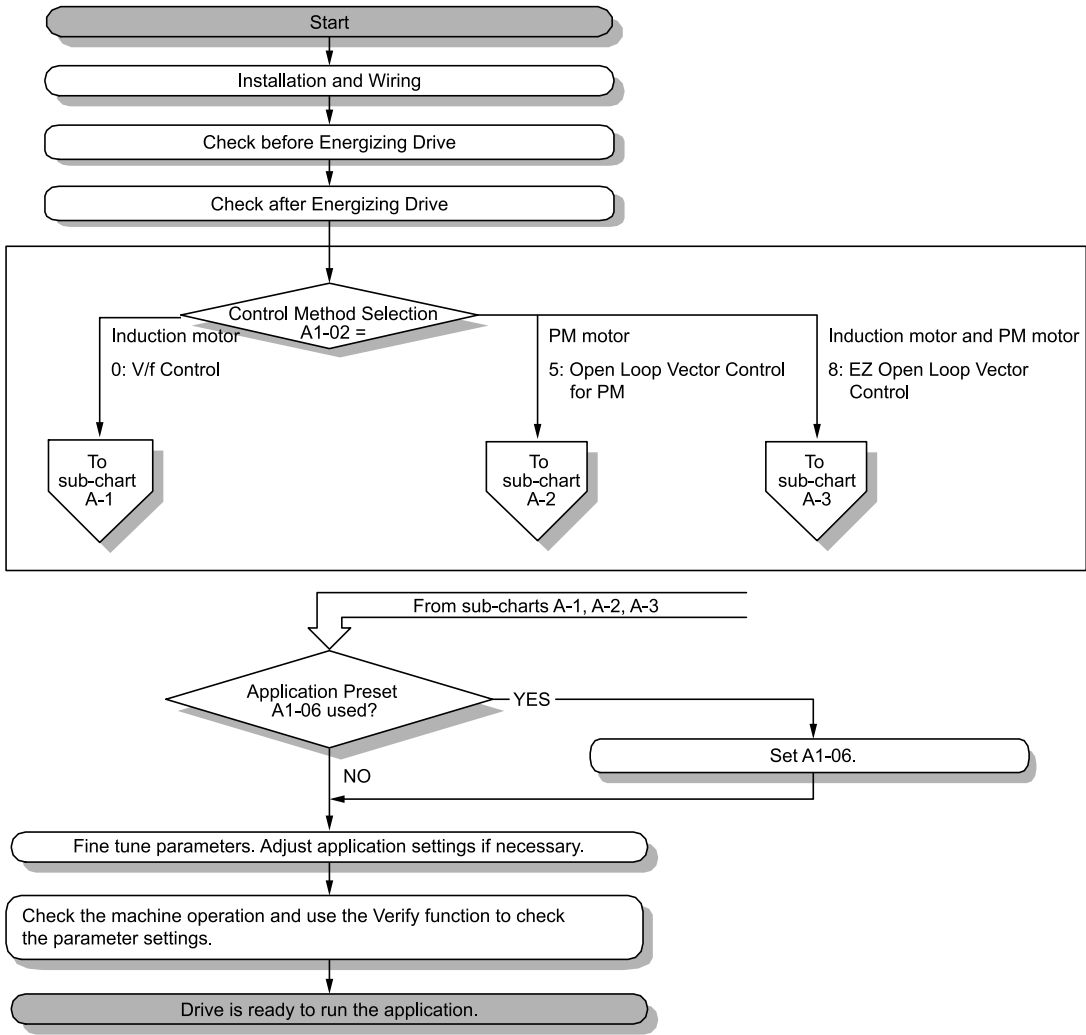 Start
Installation and Wiring
Check before Energizing Drive
Check after Energizing Drive
Control Method Selection
A1-02 =
Induction motor
0: V/f Control
PM motor
5: Open Loop Vector Control
for PM
Induction motor and PM motor
8: EZ Open Loop Vector
Control
To
sub-chart
A-1
To
sub-chart
A-2
To
sub-chart
A-3
From sub-charts A-1, A-2, A-3
Application Preset
A1-06 used?
YES
Set A1-06.
NO
Fine tune parameters. Adjust application settings if necessary.
Check the machine operation and use the Verify function to check
the parameter settings.
Drive is ready to run the application.